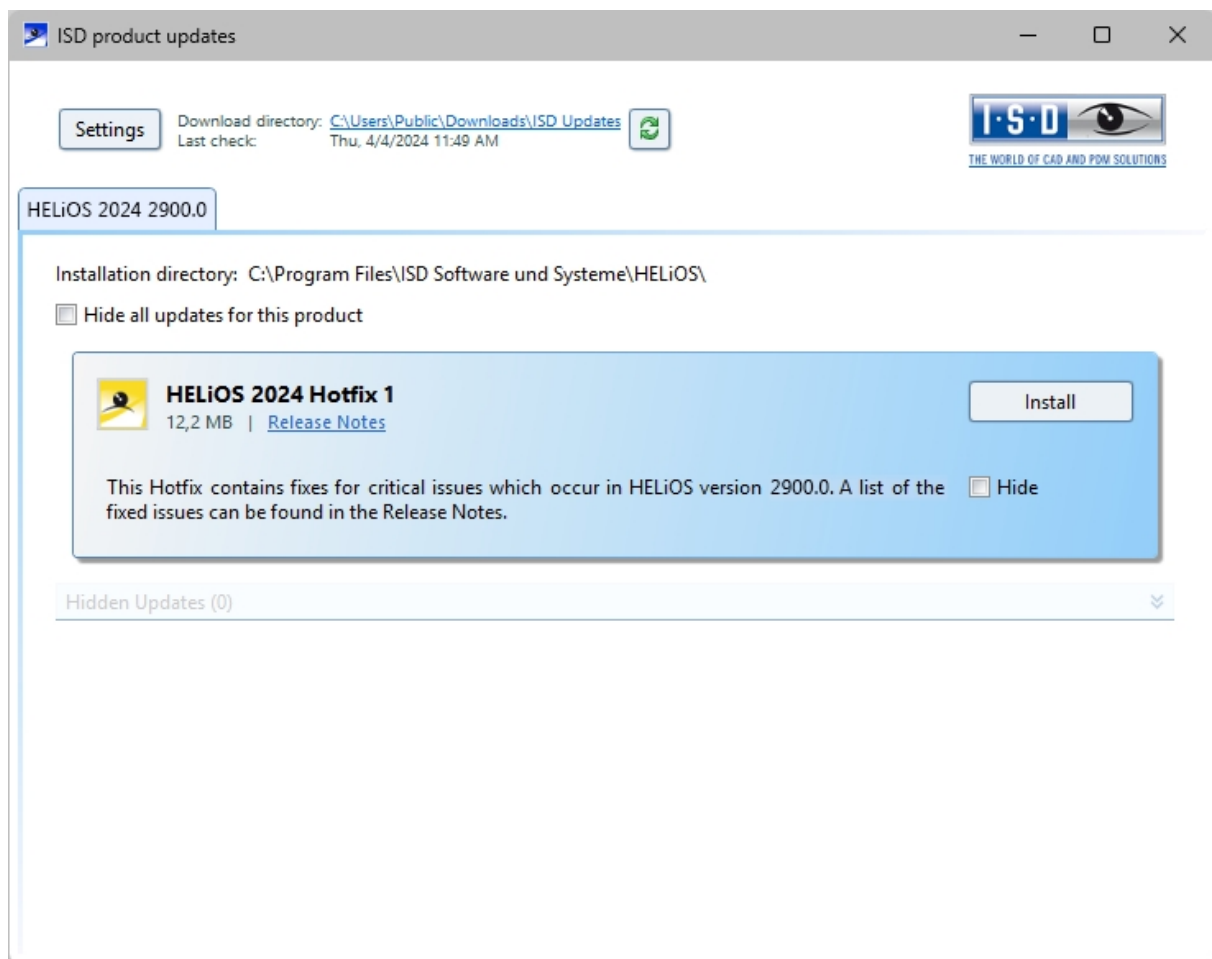 ISD product updates
Settings
Download directory: C:\Users\Public\Downloads\ISD Updates
Last check: Thu, 4/4/2024 11:49 AM
I·S·D
THE WORLD OF CAD AND PDM SOLUTIONS
HELiOS 2024 2900.0
Installation directory: C:\Program Files\ISD Software und Systeme\HELiOS\
Hide all updates for this product
HELiOS 2024 Hotfix 1
Install
12,2 MB | Release Notes
This Hotfix contains fixes for critical issues which occur in HELiOS version 2900.0. A list of the
Hide
fixed issues can be found in the Release Notes.
Hidden Updates (0)